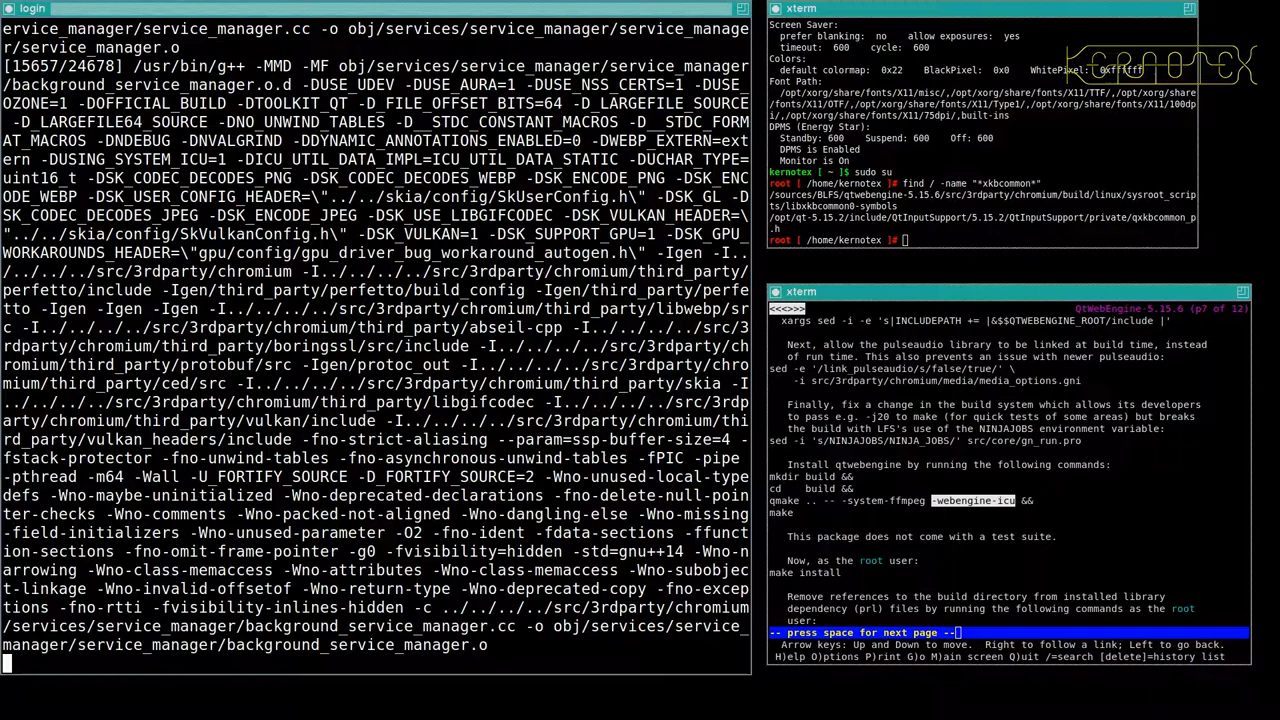 login
ervice_manager/service_manager.cc -o obj/services/service_manager/service_manage
r/service_manager.o
[15657/24678] /usr/bin/g++ -MMD -MF obj/services/service_manager/service_manager
/background_service_manager.o.d -DUSE_UDEV -DUSE_AURA=1 -DUSE_NSS_CERTS=1 -DUSE_
OZONE=1 -DOFFICIAL_BUILD -DTOOLKIT_QT -D_FILE_OFFSET_BITS=64 -D_LARGEFILE_SOURCE
 -D_LARGEFILE64_SOURCE -DNO_UNWIND_TABLES -D__STDC_CONSTANT_MACROS -D__STDC_FORM
AT_MACROS -DNDEBUG -DNVALGRIND -DDYNAMIC_ANNOTATIONS_ENABLED=0 -DWEBP_EXTERN=ext
ern -DUSING_SYSTEM_ICU=1 -DICU_UTIL_DATA_IMPL=ICU_UTIL_DATA_STATIC -DUCHAR_TYPE=
uint16_t -DSK_CODEC_DECODES_PNG -DSK_CODEC_DECODES_WEBP -DSK_ENCODE_PNG -DSK_ENC
ODE_WEBP -DSK_USER_CONFIG_HEADER=\"../../skia/config/SkUserConfig.h\" -DSK_GL -D
SK_CODEC_DECODES_JPEG -DSK_ENCODE_JPEG -DSK_USE_LIBGIFCODEC -DSK_VULKAN_HEADER=\
"../../skia/config/SkVulkanConfig.h\" -DSK_VULKAN=1 -DSK_SUPPORT_GPU=1 -DSK_GPU_
WORKAROUNDS_HEADER=\"gpu/config/gpu_driver_bug_workaround_autogen.h\" -Igen -I..
/../../../src/3rdparty/chromium -I../../../../src/3rdparty/chromium/third_party/
perfetto/include -Igen/third_party/perfetto/build_config -Igen/third_party/perfe
tto -Igen -Igen -Igen -I../../../../src/3rdparty/chromium/third_party/libwebp/sr
c -I../../../../src/3rdparty/chromium/third_party/abseil-cpp -I../../../../src/3
rdparty/chromium/third_party/boringssl/src/include -I../../../../src/3rdparty/ch
romium/third_party/protobuf/src -Igen/protoc_out -I../../../../src/3rdparty/chro
mium/third_party/ced/src -I../../../../src/3rdparty/chromium/third_party/skia -I
../../../../src/3rdparty/chromium/third_party/libgifcodec -I../../../../src/3rdp
arty/chromium/third_party/vulkan/include -I../../../../src/3rdparty/chromium/thi
rd_party/vulkan_headers/include -fno-strict-aliasing --param=ssp-buffer-size=4 -
fstack-protector -fno-unwind-tables -fno-asynchronous-unwind-tables -fPIC -pipe
-pthread -m64 -Wall -U_FORTIFY_SOURCE -D_FORTIFY_SOURCE=2 -Wno-unused-local-type
defs -Wno-maybe-uninitialized -Wno-deprecated-declarations -fno-delete-null-poin
ter-checks -Wno-comments -Wno-packed-not-aligned -Wno-dangling-else -Wno-missing
-field-initializers -Wno-unused-parameter -O2 -fno-ident -fdata-sections -ffunct
ion-sections -fno-omit-frame-pointer -g0 -fvisibility=hidden -std=gnu++14 -Wno-n
arrowing -Wno-class-memaccess -Wno-attributes -Wno-class-memaccess -Wno-subobjec
t-linkage -Wno-invalid-offsetof -Wno-return-type -Wno-deprecated-copy -fno-excep
tions -fno-rtti -fvisibility-inlines-hidden -c ../../../../src/3rdparty/chromium
/services/service_manager/background_service_manager.cc -o obj/services/service_
manager/service_manager/background_service_manager.o
xterm
KERNOTEX
Screen Saver:
prefer blanking: no allow exposures: yes
timeout: 600 cycle: 600
Colors:
default colormap: 0x22 BlackPixel: 0x0 WhitePixel: 0xffffff
Font Path:
/opt/xorg/share/fonts/X11/misc/,/opt/xorg/share/fonts/X11/TTF/,/opt/xorg/share
/fonts/X11/OTF/,/opt/xorg/share/fonts/X11/Type1/,/opt/xorg/share/fonts/X11/100dp
i/,/opt/xorg/share/fonts/X11/75dpi/,built-ins
DPMS (Energy Star):
Standby: 600 Suspend: 600 Off: 600
DPMS is Enabled
Monitor is On
kernotex [ ~ ]$ sudo su
root [ /home/kernotex ]# find / -name "*xkbcommon*"
/sources/BLFS/qtwebengine-5.15.6/src/3rdparty/chromium/build/linux/sysroot_scrip
ts/libxkbcommon0-symbols
/opt/qt-5.15.2/include/QtInputSupport/5.15.2/QtInputSupport/private/qxkbcommon_p
.h
root [ /home/kernotex ]#
xterm
<<<>>> QtWebEngine-5.15.6 (p7 of 12)
xargs sed -i -e 's|INCLUDEPATH += |&$$QTWEBENGINE_ROOT/include |'
Next, allow the pulseaudio library to be linked at build time, instead
of run time. This also prevents an issue with newer pulseaudio:
sed -e '/link_pulseaudio/s/false/true/' \
-i src/3rdparty/chromium/media/media_options.gni
Finally, fix a change in the build system which allows its developers
to pass e.g. -j20 to make (for quick tests of some areas) but breaks
the build with LFS's use of the NINJAJOBS environment variable:
sed -i 's/NINJAJOBS/NINJA_JOBS/' src/core/gn_run.pro
Install qtwebengine by running the following commands:
mkdir build &&
cd build &&
qmake .. -- -system-ffmpeg -webengine-icu &&
make
This package does not come with a test suite.
Now, as the root user:
make install
Remove references to the build directory from installed library
dependency (prl) files by running the following commands as the root
user:
-- press space for next page --
Arrow keys: Up and Down to move. Right to follow a link; Left to go back.
H)elp O)ptions P)rint G)o M)ain screen Q)uit /=search [delete]=history list